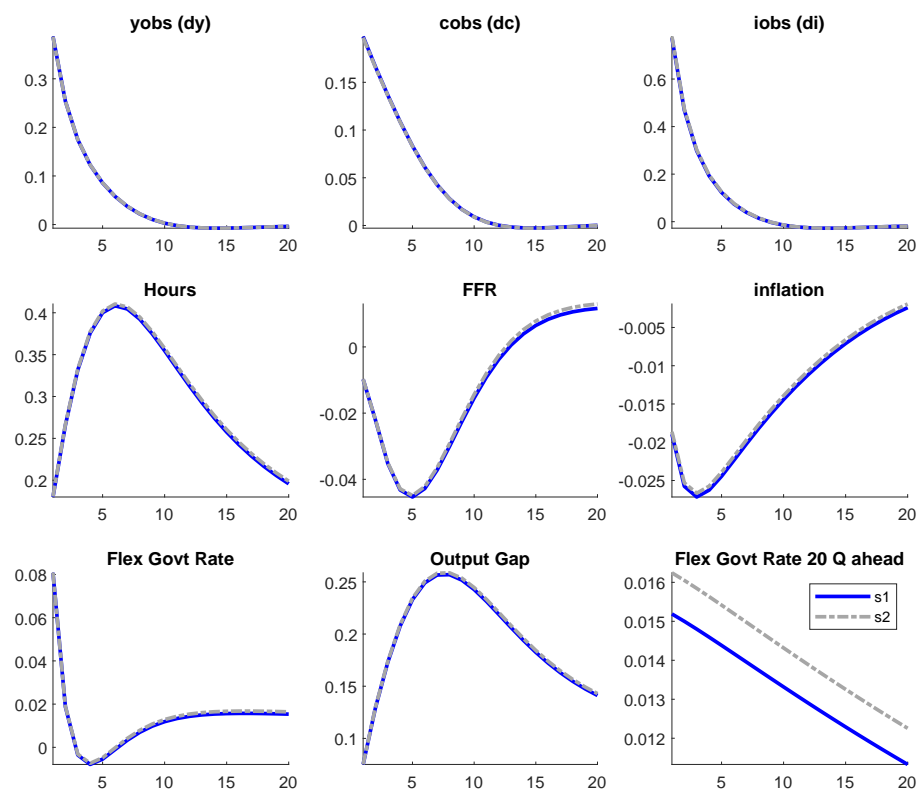 yobs (dy)
0.3
0.2
0.1
0
5 10 15 20
cobs (dc)
0.15
0.1
0.05
0
5 10 15 20
iobs (di)
0.6
0.4
0.2
0
5 10 15 20
Hours
0.4
0.35
0.3
0.25
0.2
5 10 15 20
FFR
0
-0.02
-0.04
5 10 15 20
inflation
-0.005
-0.01
-0.015
-0.02
-0.025
5 10 15 20
Flex Govt Rate
0.08
0.06
0.04
0.02
0
5 10 15 20
Output Gap
0.25
0.2
0.15
0.1
5 10 15 20
Flex Govt Rate 20 Q ahead
0.016
0.015
0.014
0.013
0.012
5 10 15 20
s1
s2